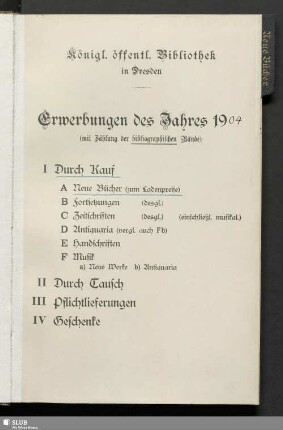 Neue Bücher
Königl. öffentl. Bibliothek
in Dresden
Erwerbungen des Jahres 1904
(mit Zählung der bibliographischen Bände)
I Durch Kauf
A Neue Bücher (zum Ladenpreise)
B Fortsetzungen (desgl.)
C Zeitschriften (desgl.) (einschließl. musikal.)
D Antiquaria (vergl. auch Fb)
E Handschriften
F Musik
a) Neue Werke b) Antiquaria
II Durch Tausch
III Pflichtlieferungen
IV Geschenke
SLUB